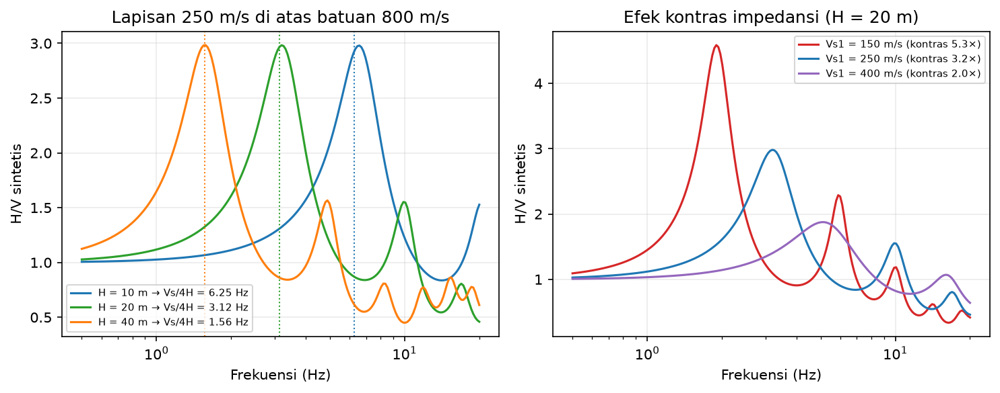 Lapisan 250 m/s di atas batuan 800 m/s
H/V sintetis
3.0
2.5
2.0
1.5
1.0
0.5
H = 10 m → Vs/4H = 6.25 Hz
H = 20 m → Vs/4H = 3.12 Hz
H = 40 m → Vs/4H = 1.56 Hz
10⁰
10¹
Frekuensi (Hz)
Efek kontras impedansi (H = 20 m)
H/V sintetis
4
3
2
1
Vs1 = 150 m/s (kontras 5.3×)
Vs1 = 250 m/s (kontras 3.2×)
Vs1 = 400 m/s (kontras 2.0×)
10⁰
10¹
Frekuensi (Hz)